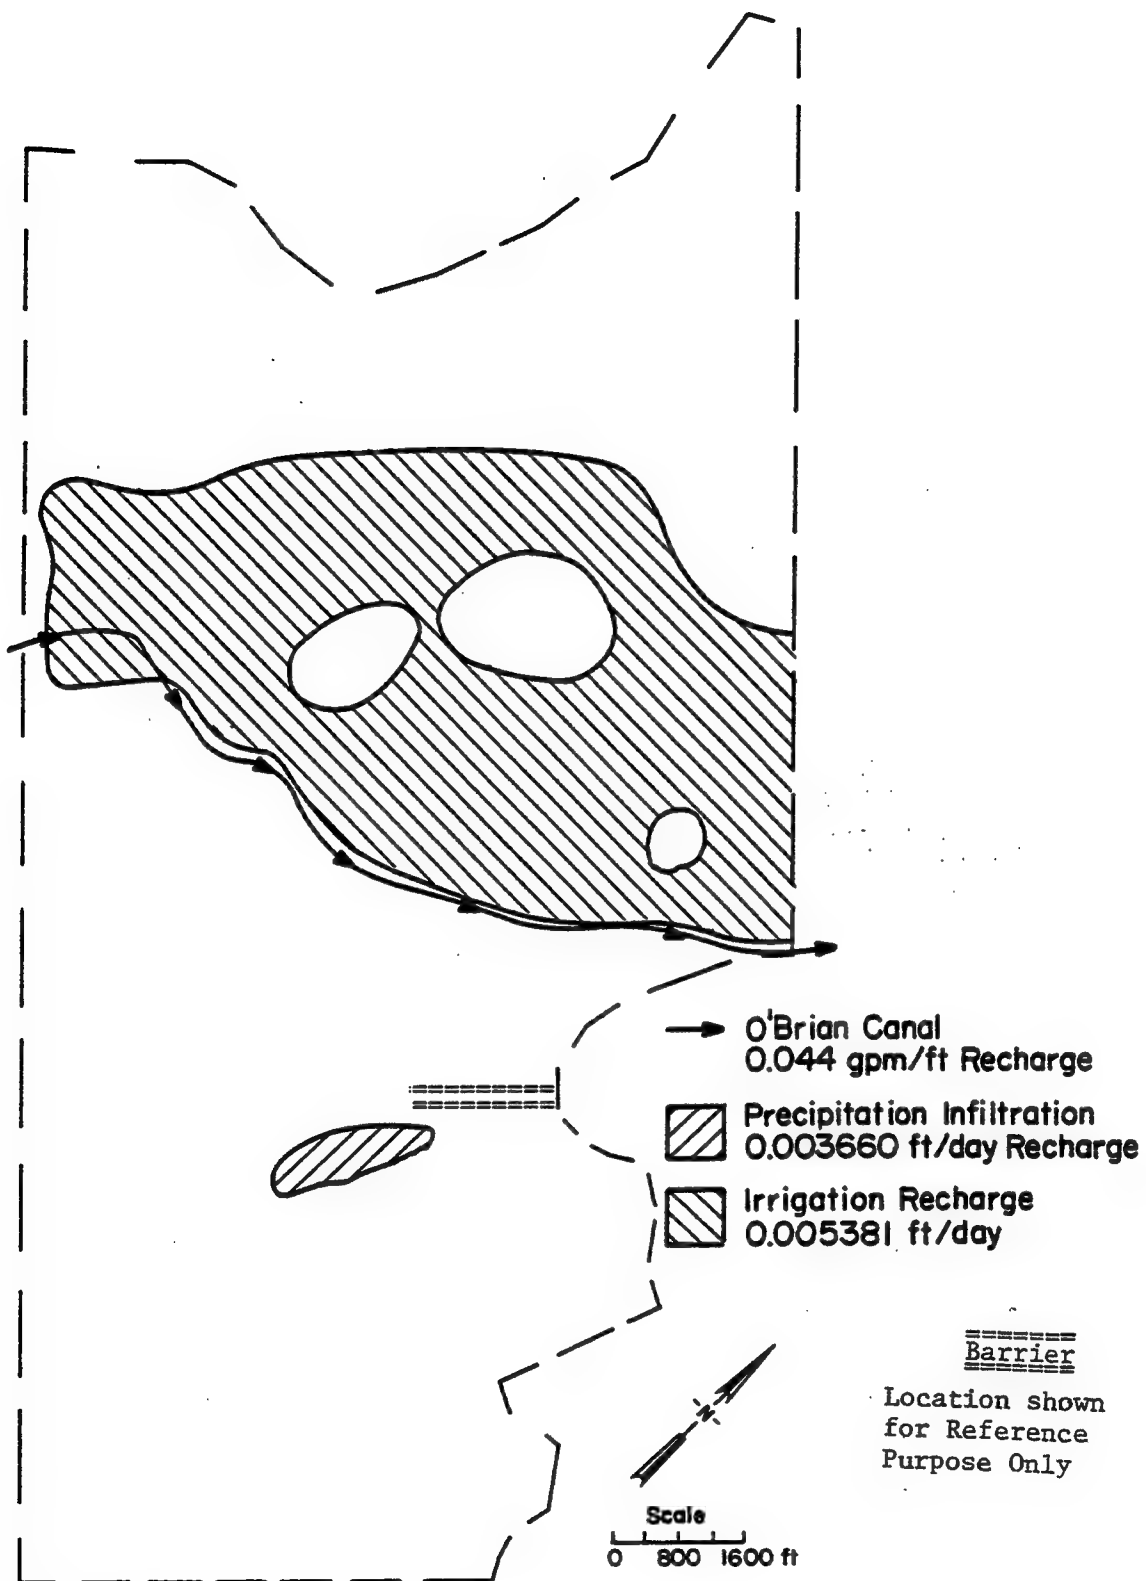 O'Brian Canal
0.044 gpm/ft Recharge
Precipitation Infiltration
0.003660 ft/day Recharge
Irrigation Recharge
0.005381 ft/day
=======
Barrier
=======
Location shown
for Reference
Purpose Only
N
Scale
0 800 1600 ft